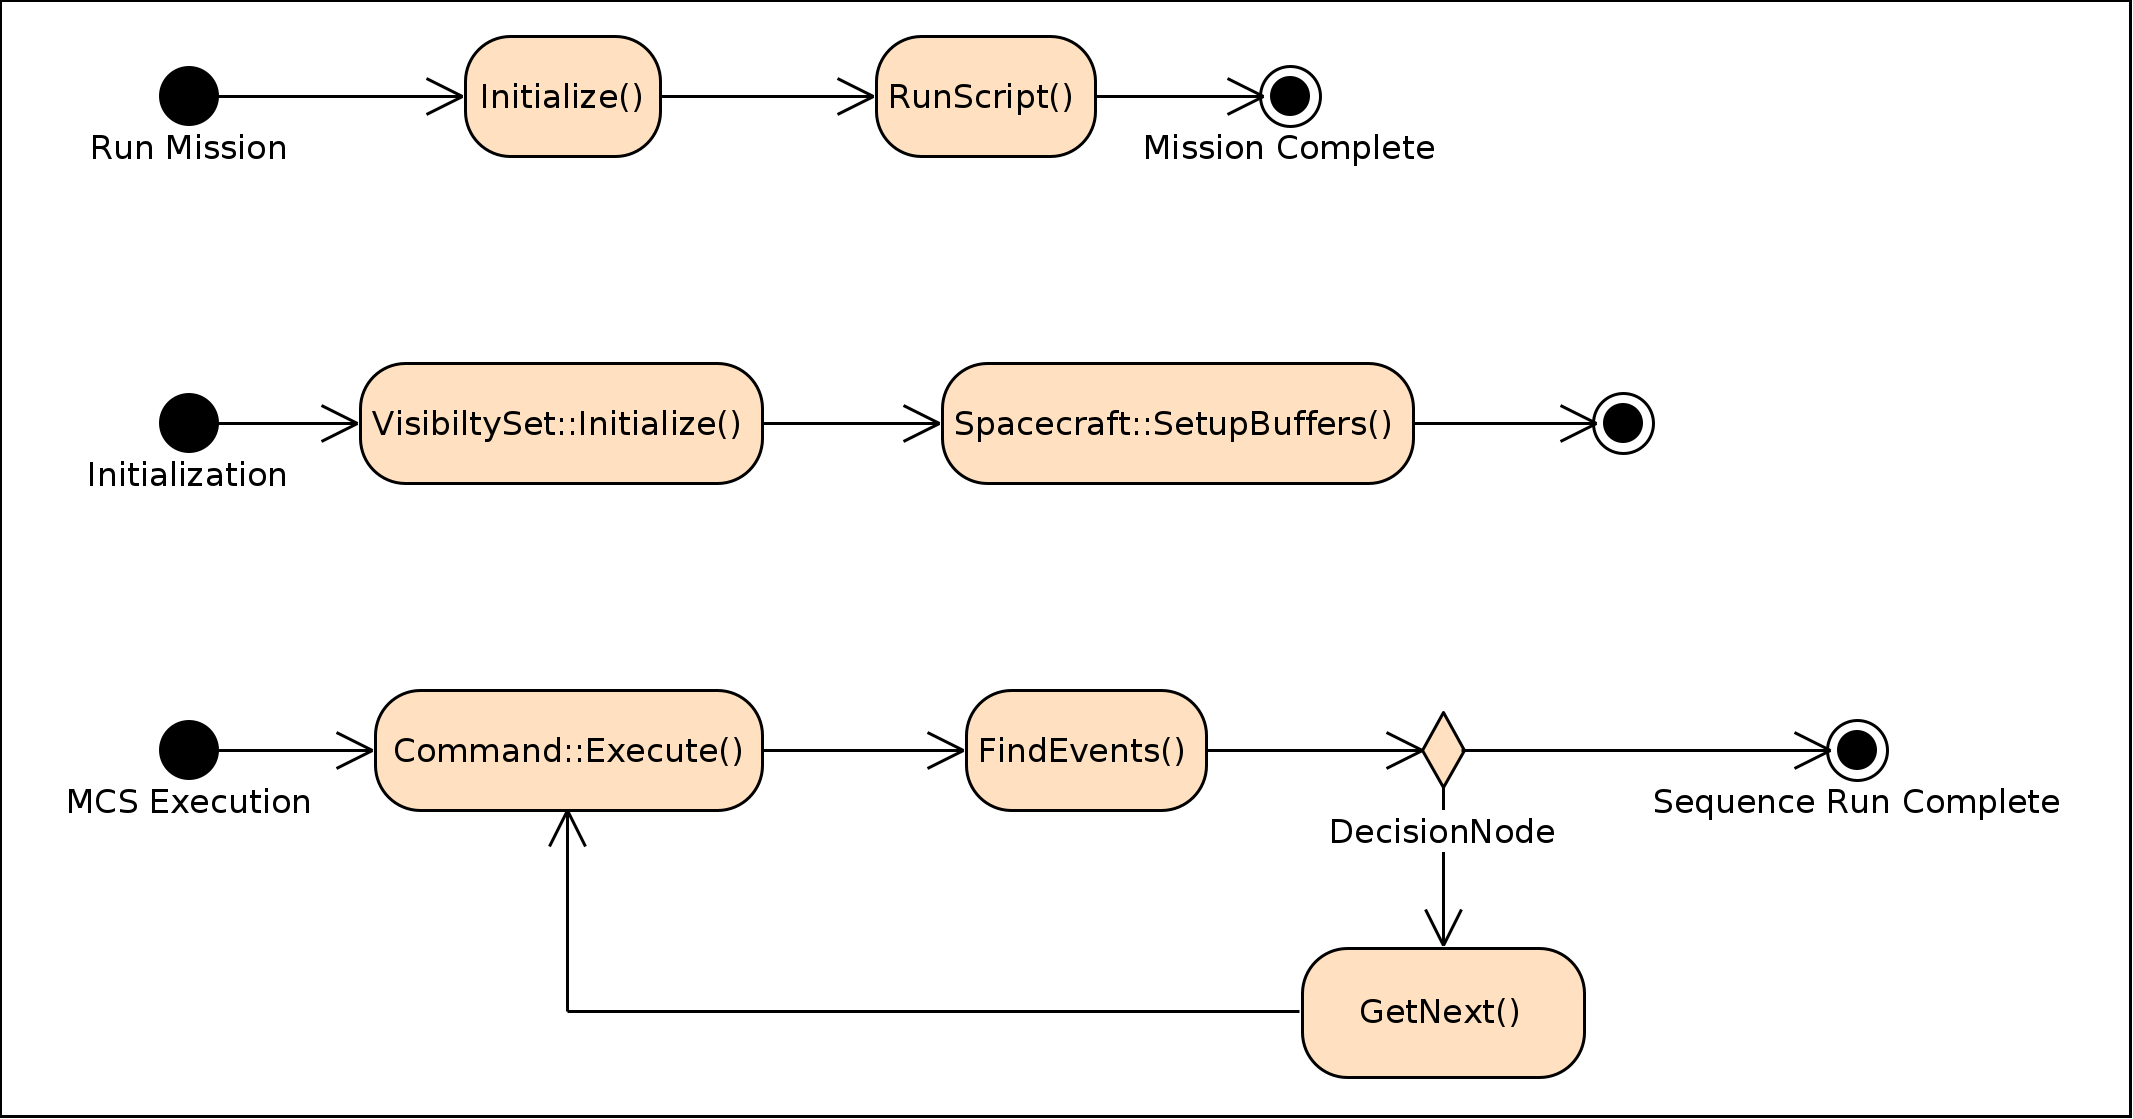 Initialize()
RunScript()
Run Mission
Mission Complete
VisibiltySet::Initialize()
Spacecraft::SetupBuffers()
Initialization
Command::Execute()
FindEvents()
MCS Execution
Sequence Run Complete
DecisionNode
GetNext()